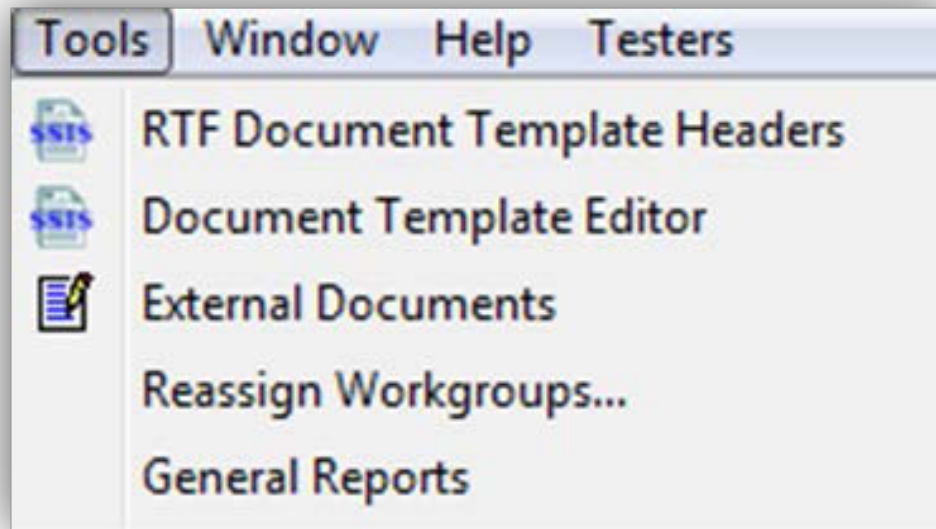 Tools Window Help Testers
SSIS RTF Document Template Headers
SSIS Document Template Editor
External Documents
Reassign Workgroups...
General Reports